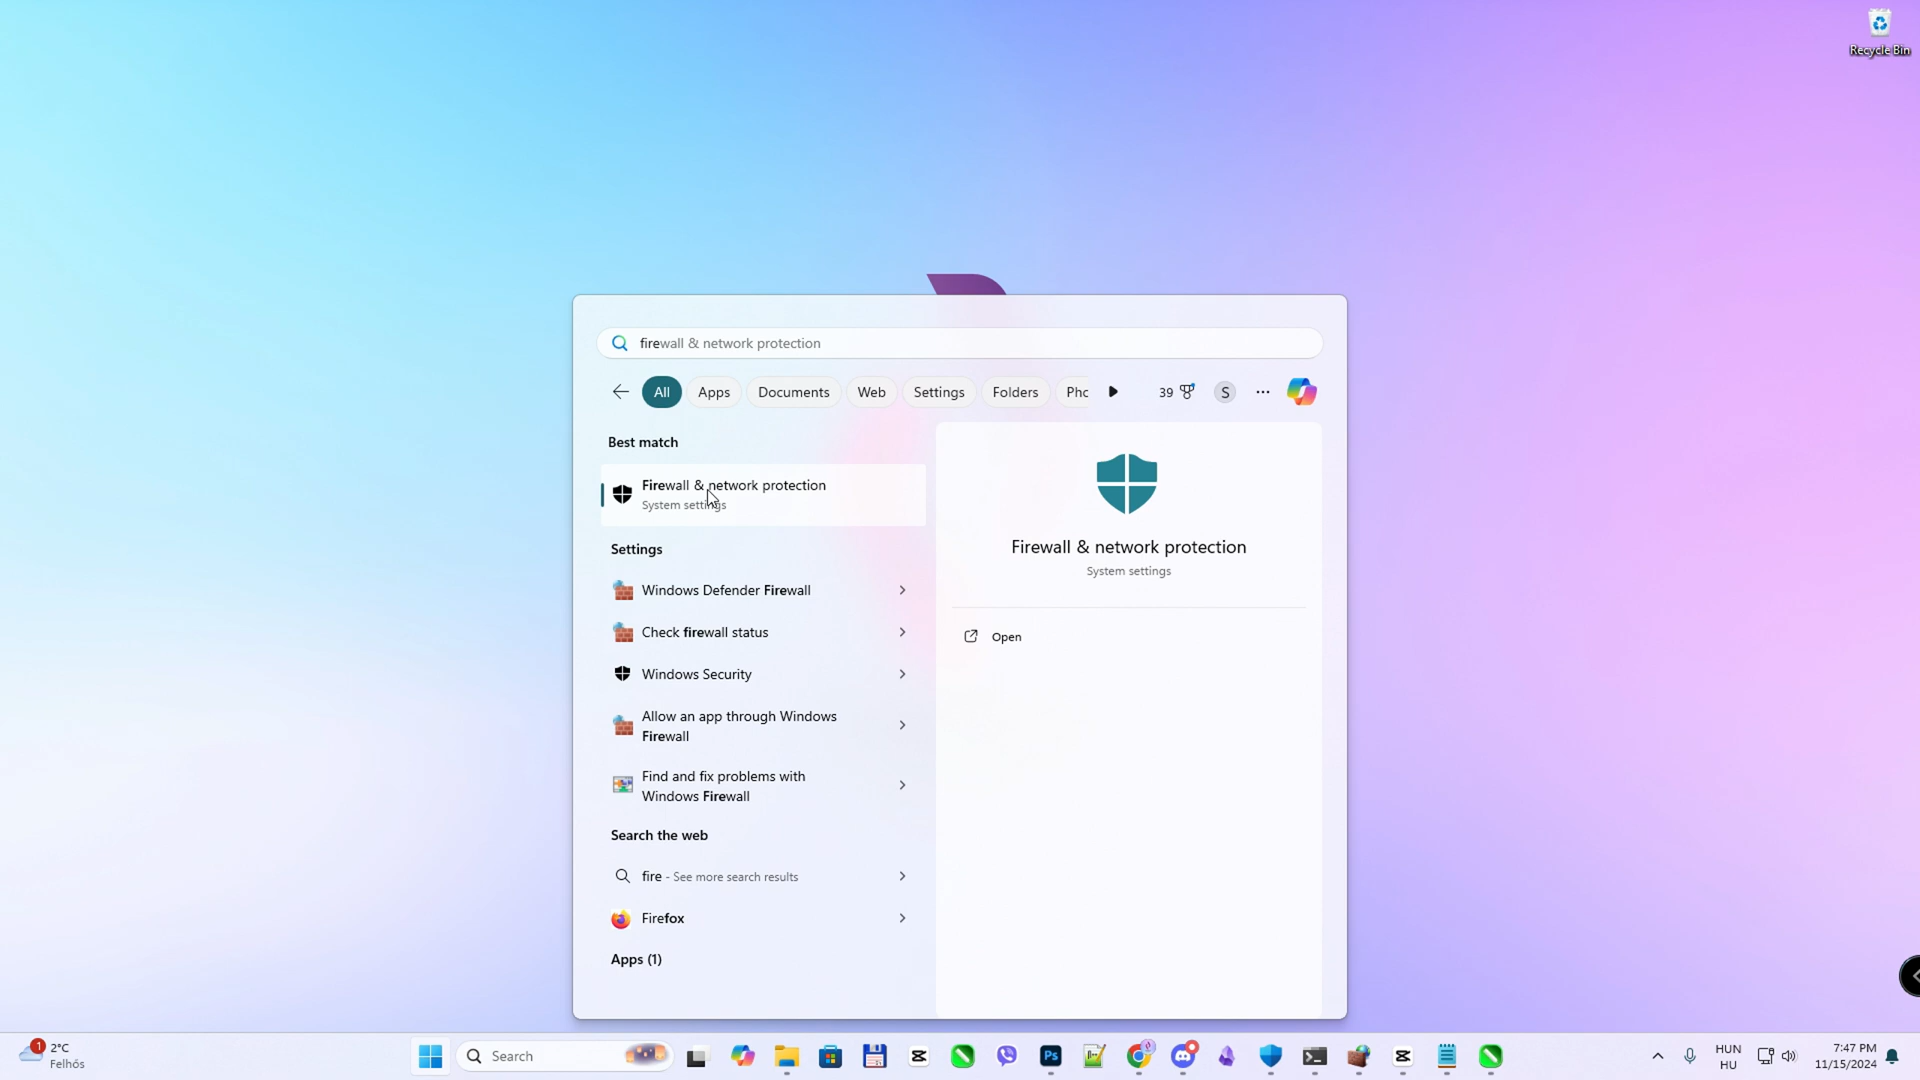 Recycle Bin
firewall & network protection
All Apps Documents Web Settings Folders Phc 39 S
Best match
Firewall & network protection
System settings
Settings
Windows Defender Firewall
Check firewall status
Windows Security
Allow an app through Windows
Firewall
Find and fix problems with
Windows Firewall
Search the web
fire - See more search results
Firefox
Apps (1)
Firewall & network protection
System settings
Open
1
2°C
Felhős
Search
Ps
HUN
HU
7:47 PM
11/15/2024